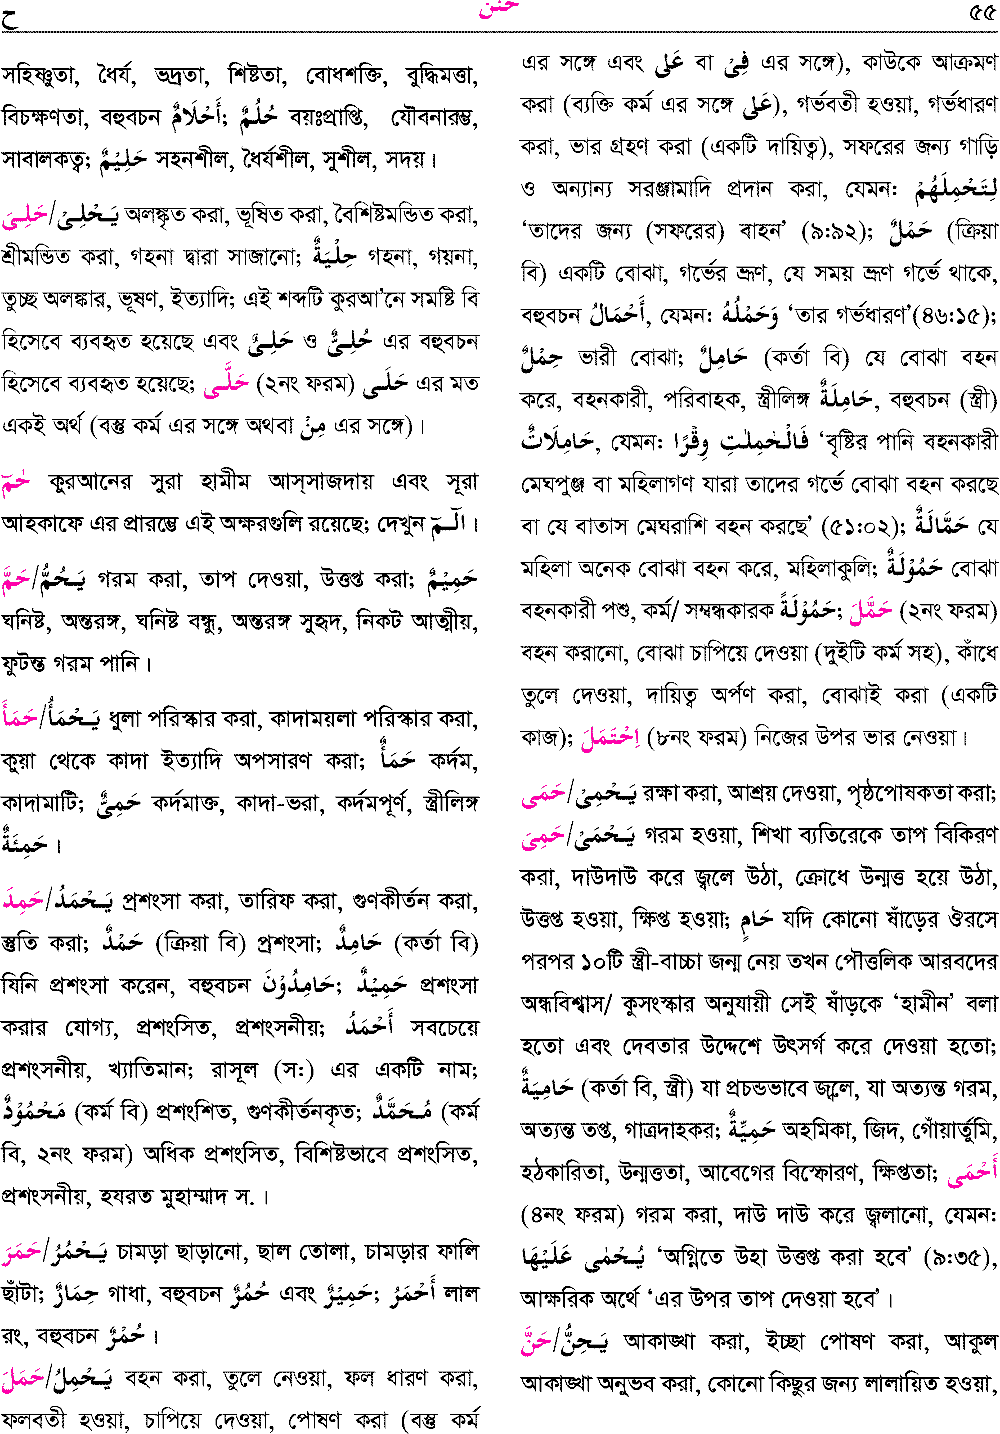 ح حَنَنَ ৫৫
সহিষ্ণুতা, ধৈর্য, ভদ্রতা, শিষ্টতা, বোধশক্তি, বুদ্ধিমত্তা,
বিচক্ষণতা, বহুবচন أَحْلَامٌ; حُلُمٌ বয়ঃপ্রাপ্তি, যৌবনারম্ভ,
সাবালকত্ব; حَلِيْمٌ সহনশীল, ধৈর্যশীল, সুশীল, সদয়।
حَلِىَ/يَـحْلِىْ অলঙ্কৃত করা, ভূষিত করা, বৈশিষ্টমন্ডিত করা,
শ্রীমন্ডিত করা, গহনা দ্বারা সাজানো; حِلْيَةٌ গহনা, গয়না,
তুচ্ছ অলঙ্কার, ভূষণ, ইত্যাদি; এই শব্দটি কুরআ’নে সমষ্টি বি
হিসেবে ব্যবহৃত হয়েছে এবং حَلْىٌ ও حُلِىٌّ এর বহুবচন
হিসেবে ব্যবহৃত হয়েছে; حَلَّـى (২নং ফরম) حَلَـى এর মত
একই অর্থ (বস্তু কর্ম এর সঙ্গে অথবা مِنْ এর সঙ্গে)।
حٰمٓ কুরআনের সুরা হামীম আস্সাজদায় এবং সূরা
আহকাফে এর প্রারম্ভে এই অক্ষরগুলি রয়েছে; দেখুন الٓـمٓ ।
حَمَّ/يَـحُمُّ গরম করা, তাপ দেওয়া, উত্তপ্ত করা; حَمِيْمٌ
ঘনিষ্ট, অন্তরঙ্গ, ঘনিষ্ট বন্ধু, অন্তরঙ্গ সুহৃদ, নিকট আত্মীয়,
ফুটন্ত গরম পানি।
حَمَأَ/يَـحْمَأُ ধুলা পরিস্কার করা, কাদাময়লা পরিস্কার করা,
কুয়া থেকে কাদা ইত্যাদি অপসারণ করা; حَمَأٌ কর্দম,
কাদামাটি; حَمِئٌ কর্দমাক্ত, কাদা-ভরা, কর্দমপূর্ণ, স্ত্রীলিঙ্গ
حَمِئَةٌ ।
حَمِدَ/يَـحْمَدُ প্রশংসা করা, তারিফ করা, গুণকীর্তন করা,
স্তুতি করা; حَمْدٌ (ক্রিয়া বি) প্রশংসা; حَامِدٌ (কর্তা বি)
যিনি প্রশংসা করেন, বহুবচন حَامِدُوْنَ; حَمِيْدٌ প্রশংসা
করার যোগ্য, প্রশংসিত, প্রশংসনীয়; أَحْمَدُ সবচেয়ে
প্রশংসনীয়, খ্যাতিমান; রাসূল (স:) এর একটি নাম;
مَحْمُوْدٌ (কর্ম বি) প্রশংশিত, গুণকীর্তনকৃত; مُـحَمَّدٌ (কর্ম
বি, ২নং ফরম) অধিক প্রশংসিত, বিশিষ্টভাবে প্রশংসিত,
প্রশংসনীয়, হযরত মুহাম্মাদ স. ।
حَمَرَ/يَـحْمُرُ চামড়া ছাড়ানো, ছাল তোলা, চামড়ার ফালি
ছাঁটা; حِمَارٌ গাধা, বহুবচন حُمُرٌ এবং حَمِيْرٌ; أَحْمَرُ লাল
রং, বহুবচন حُمْرٌ ।
حَمَلَ/يَـحْمِلُ বহন করা, তুলে নেওয়া, ফল ধারণ করা,
ফলবতী হওয়া, চাপিয়ে দেওয়া, পোষণ করা (বস্তু কর্ম
এর সঙ্গে এবং عَلٰى বা فِىْ এর সঙ্গে), কাউকে আক্রমণ
করা (ব্যক্তি কর্ম এর সঙ্গে عَلٰى), গর্ভবতী হওয়া, গর্ভধারণ
করা, ভার গ্রহণ করা (একটি দায়িত্ব), সফরের জন্য গাড়ি
ও অন্যান্য সরঞ্জামাদি প্রদান করা, যেমন: لِتَحْمِلَهُمْ
‘তাদের জন্য (সফরের) বাহন’ (৯:৯২); حَمْلٌ (ক্রিয়া
বি) একটি বোঝা, গর্ভের ভ্রূণ, যে সময় ভ্রূণ গর্ভে থাকে,
বহুবচন أَحْمَالٌ, যেমন: وَحَمْلُهُ ‘তার গর্ভধারণ’(৪৬:১৫);
حِمْلٌ ভারী বোঝা; حَامِلٌ (কর্তা বি) যে বোঝা বহন
করে, বহনকারী, পরিবাহক, স্ত্রীলিঙ্গ حَامِلَةٌ, বহুবচন (স্ত্রী)
حَامِلَاتٌ, যেমন: فَالْـحٰمِلٰتِ وِقْرًا ‘বৃষ্টির পানি বহনকারী
মেঘপুঞ্জ বা মহিলাগণ যারা তাদের গর্ভে বোঝা বহন করছে
বা যে বাতাস মেঘরাশি বহন করছে’ (৫১:০২); حَمَّالَةٌ যে
মহিলা অনেক বোঝা বহন করে, মহিলাকুলি; حَمُوْلَةٌ বোঝা
বহনকারী পশু, কর্ম/ সম্বন্ধকারক حَمُوْلَةً; حَمَّلَ (২নং ফরম)
বহন করানো, বোঝা চাপিয়ে দেওয়া (দুইটি কর্ম সহ), কাঁধে
তুলে দেওয়া, দায়িত্ব অর্পণ করা, বোঝাই করা (একটি
কাজ); اِحْتَمَلَ (৮নং ফরম) নিজের উপর ভার নেওয়া।
حَمَى/يَـحْمِىْ রক্ষা করা, আশ্রয় দেওয়া, পৃষ্ঠপোষকতা করা;
حَمِىَ/يَـحْمَىْ গরম হওয়া, শিখা ব্যতিরেকে তাপ বিকিরণ
করা, দাউদাউ করে জ্বলে উঠা, ক্রোধে উন্মত্ত হয়ে উঠা,
উত্তপ্ত হওয়া, ক্ষিপ্ত হওয়া; حَامٍ যদি কোনো ষাঁড়ের ঔরসে
পরপর ১০টি স্ত্রী-বাচ্চা জন্ম নেয় তখন পৌত্তলিক আরবদের
অন্ধবিশ্বাস/ কুসংস্কার অনুযায়ী সেই ষাঁড়কে ‘হামীন’ বলা
হতো এবং দেবতার উদ্দেশে উৎসর্গ করে দেওয়া হতো;
حَامِيَةٌ (কর্তা বি, স্ত্রী) যা প্রচন্ডভাবে জ্বলে, যা অত্যন্ত গরম,
অত্যন্ত তপ্ত, গাত্রদাহকর; حَمِيَّةٌ অহমিকা, জিদ, গোঁয়ার্তুমি,
হঠকারিতা, উন্মত্ততা, আবেগের বিস্ফোরণ, ক্ষিপ্ততা; أَحْمَى
(৪নং ফরম) গরম করা, দাউ দাউ করে জ্বলানো, যেমন:
يُـحْمٰى عَلَيْهَا ‘অগ্নিতে উহা উত্তপ্ত করা হবে’ (৯:৩৫),
আক্ষরিক অর্থে ‘এর উপর তাপ দেওয়া হবে’।
حَنَّ/يَـحِنُّ আকাঙ্খা করা, ইচ্ছা পোষণ করা, আকুল
আকাঙ্খা অনুভব করা, কোনো কিছুর জন্য লালায়িত হওয়া,